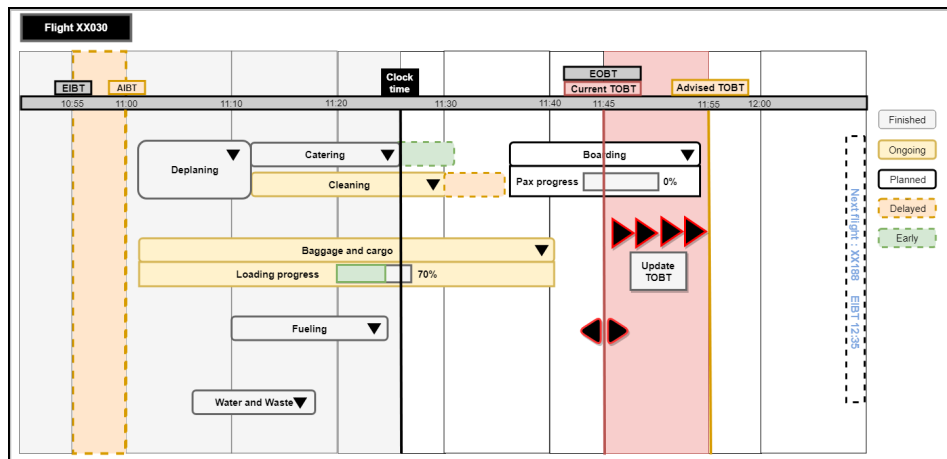 Flight XX030
EIBT
AIBT
Clock
time
EOBT
Current TOBT
Advised TOBT
10:55
11:00
11:10
11:20
11:30
11:40
11:45
11:55
12:00
Finished
Ongoing
Planned
Delayed
Early
Deplaning
Catering
Cleaning
Boarding
Pax progress
0%
Baggage and cargo
Loading progress
70%
Update
TOBT
Fueling
Water and Waste
Next flight : XX188 EIBT 12:35